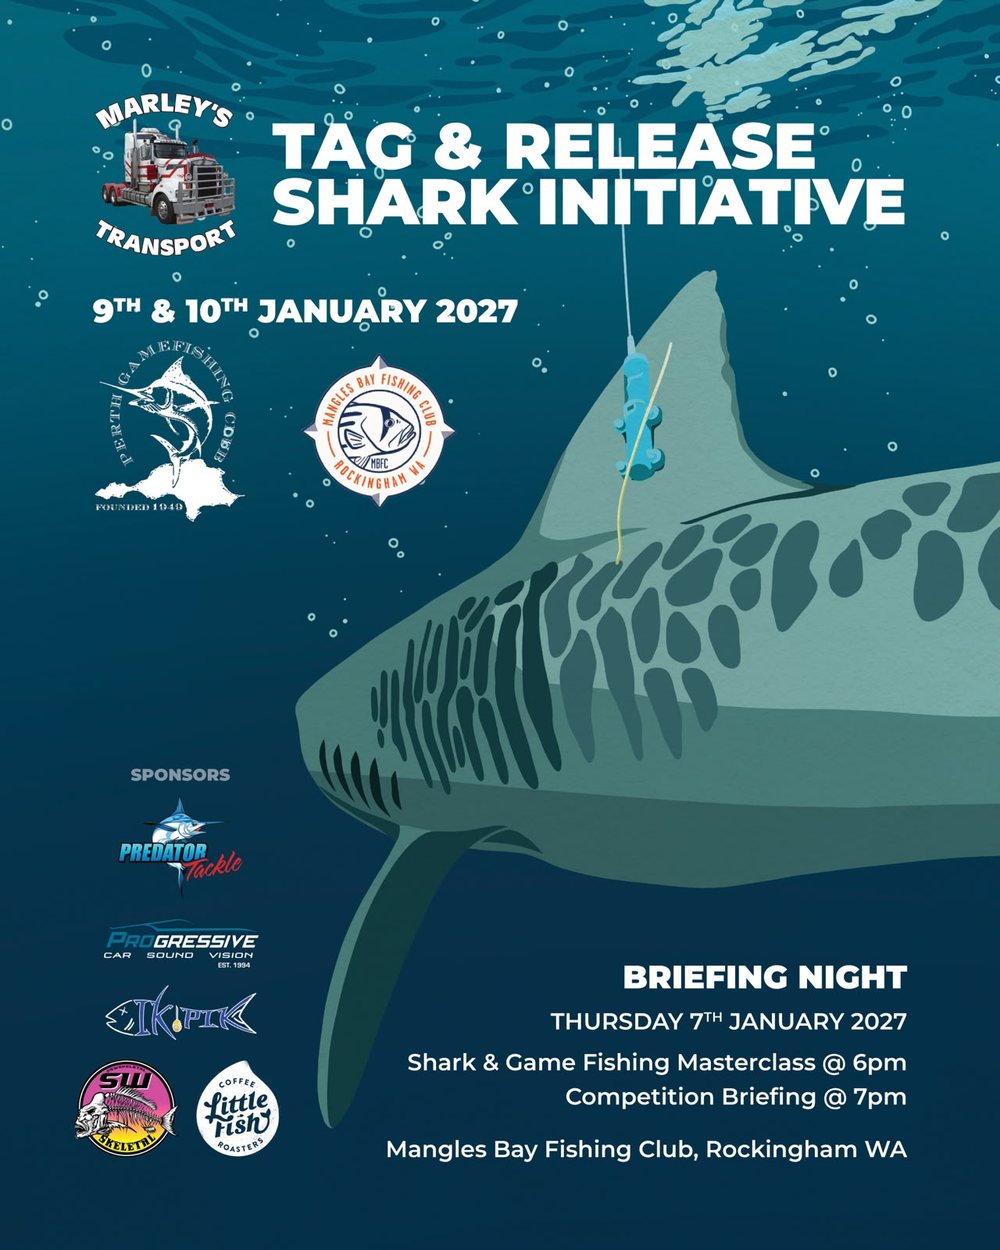 MARLEY'S
TRANSPORT
TAG & RELEASE
SHARK INITIATIVE
9TH & 10TH JANUARY 2027
PERTH GAMEFISHING CLUB
FOUNDED 1949
MANGLES BAY FISHING CLUB
MBFC
ROCKINGHAM WA
SPONSORS
PREDATOR
Tackle
PROGRESSIVE
CAR SOUND VISION
EST. 1994
IKIPIK
SW
SKELETAL
COFFEE
Little
Fish
ROASTERS
BRIEFING NIGHT
THURSDAY 7TH JANUARY 2027
Shark & Game Fishing Masterclass @ 6pm
Competition Briefing @ 7pm
Mangles Bay Fishing Club, Rockingham WA